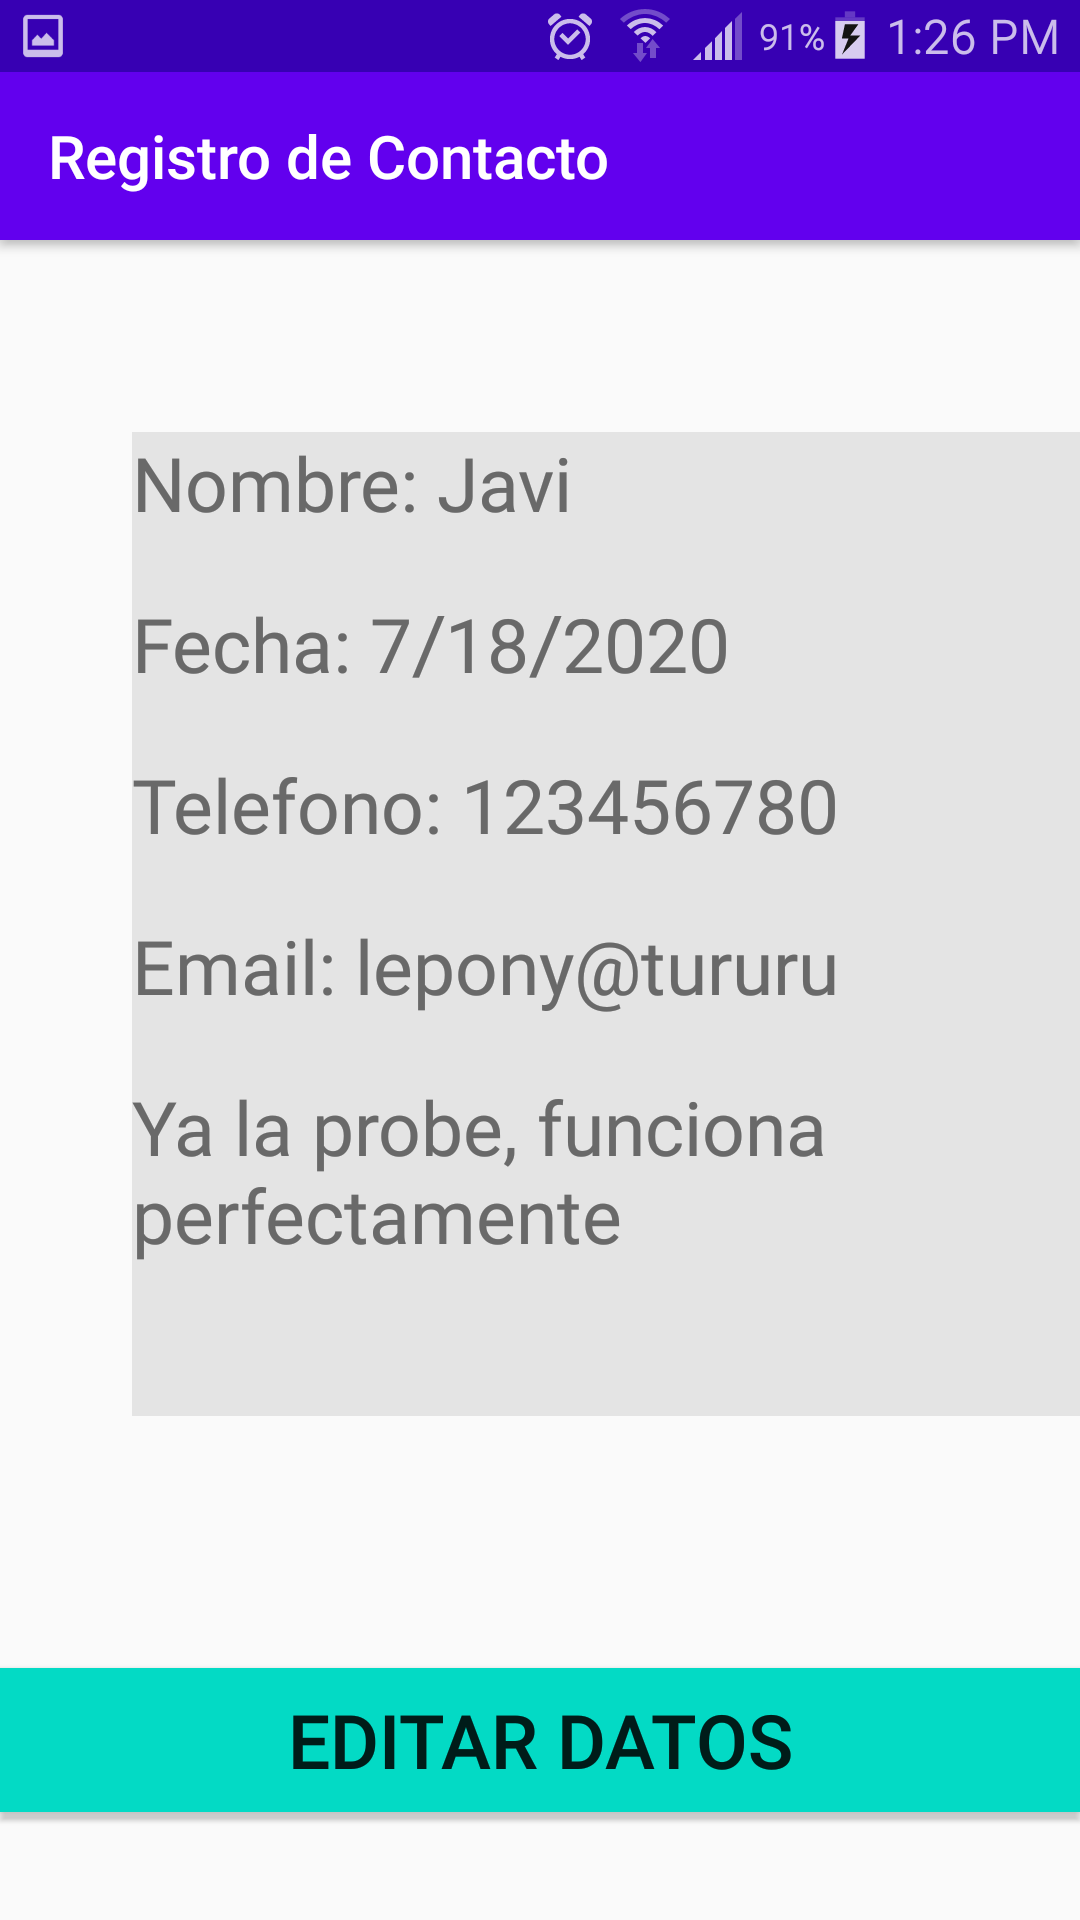 91% 1:26 PM
Registro de Contacto
Nombre: Javi
Fecha: 7/18/2020
Telefono: 123456780
Email: lepony@tururu
Ya la probe, funciona
perfectamente
EDITAR DATOS